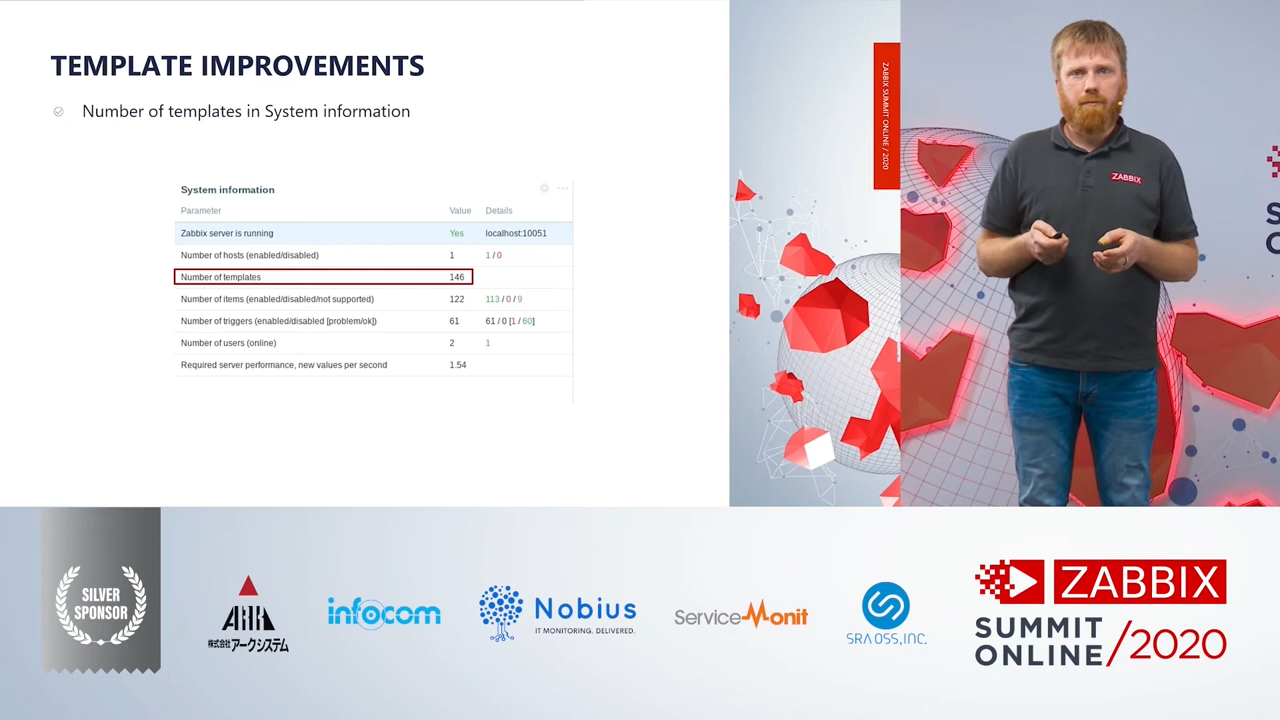 TEMPLATE IMPROVEMENTS
Number of templates in System information
System information
Parameter Value Details
Zabbix server is running Yes localhost:10051
Number of hosts (enabled/disabled) 1 1 / 0
Number of templates 146
Number of items (enabled/disabled/not supported) 122 113 / 0 / 9
Number of triggers (enabled/disabled [problem/ok]) 61 61 / 0 [1 / 60]
Number of users (online) 2 1
Required server performance, new values per second 1.54
ZABBIX SUMMIT ONLINE / 2020
ZABBIX
SILVER
SPONSOR
ARK
株式会社アークシステム
infocom
Nobius
IT MONITORING. DELIVERED.
ServiceMonit
SRA OSS, INC.
ZABBIX
SUMMIT
ONLINE/2020